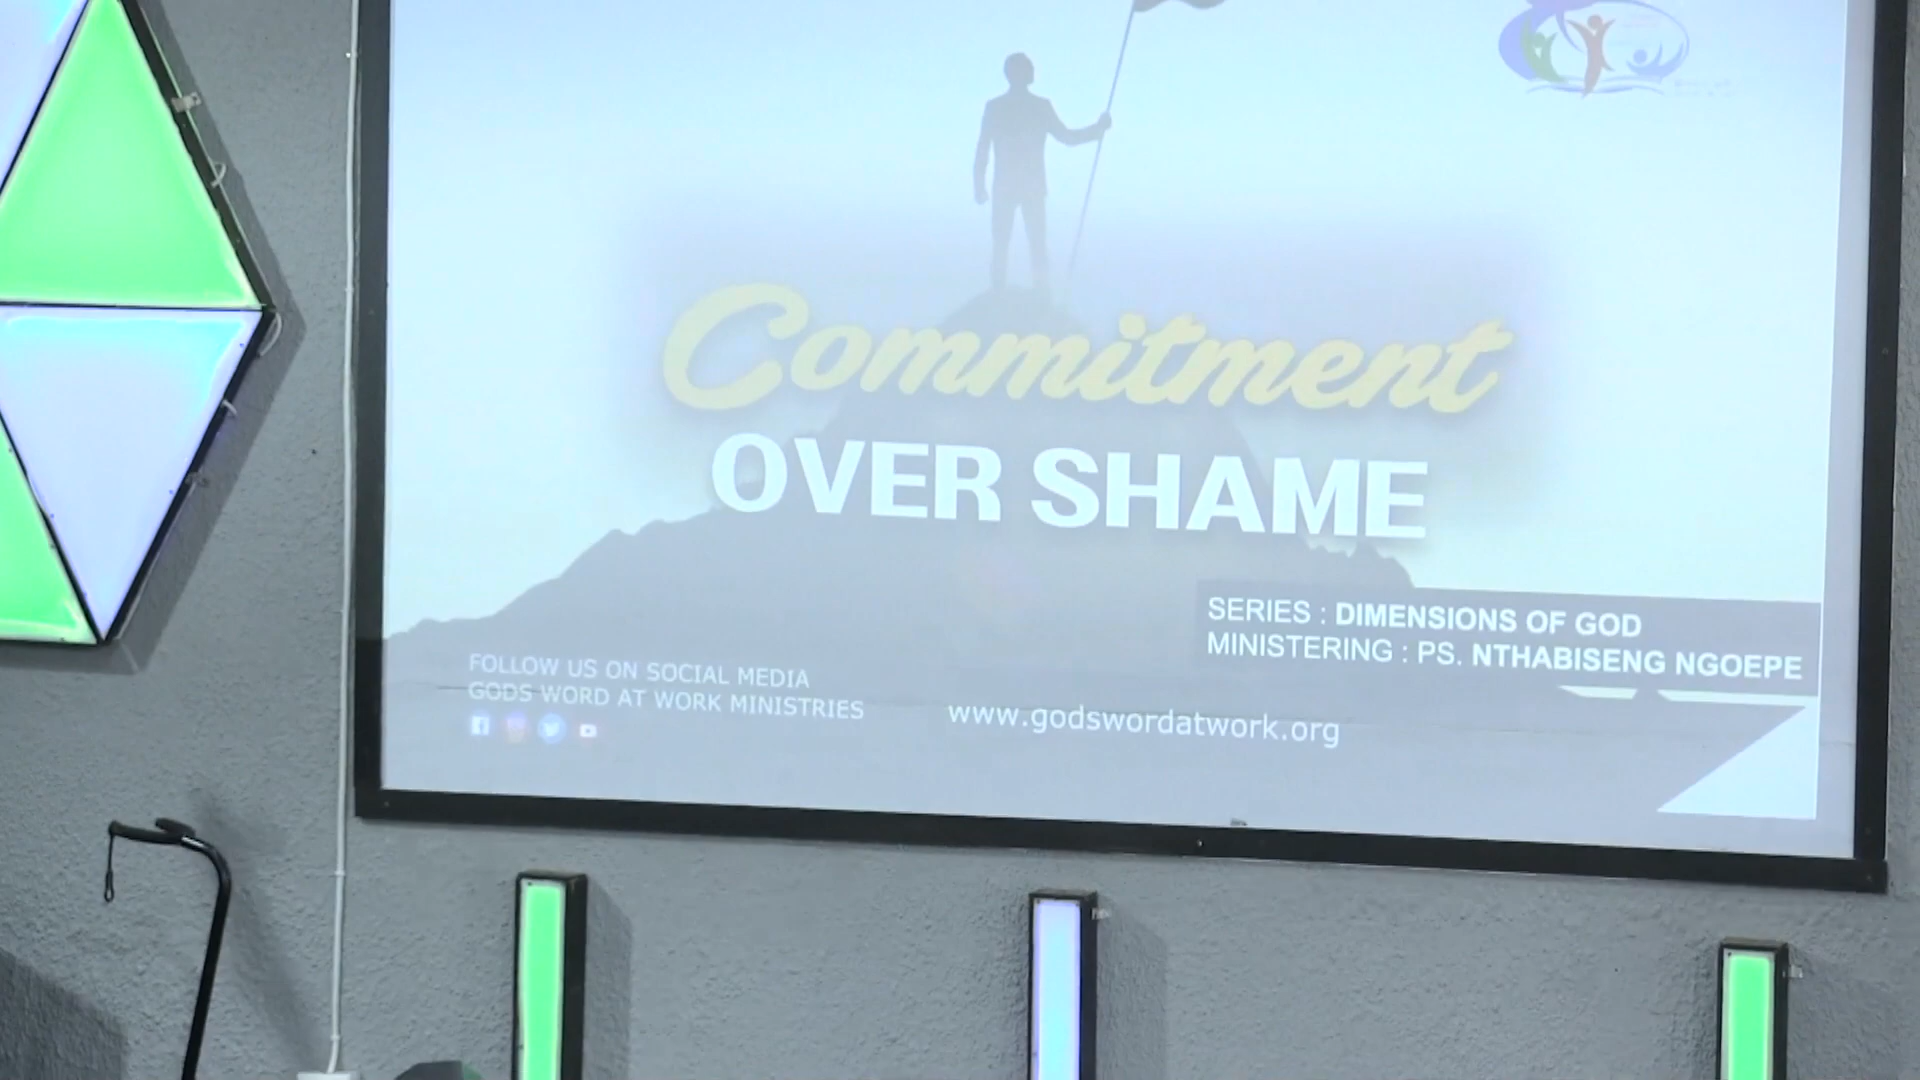 Commitment
OVER SHAME
SERIES : DIMENSIONS OF GOD
MINISTERING : PS. NTHABISENG NGOEPE
FOLLOW US ON SOCIAL MEDIA
GODS WORD AT WORK MINISTRIES
www.godswordatwork.org